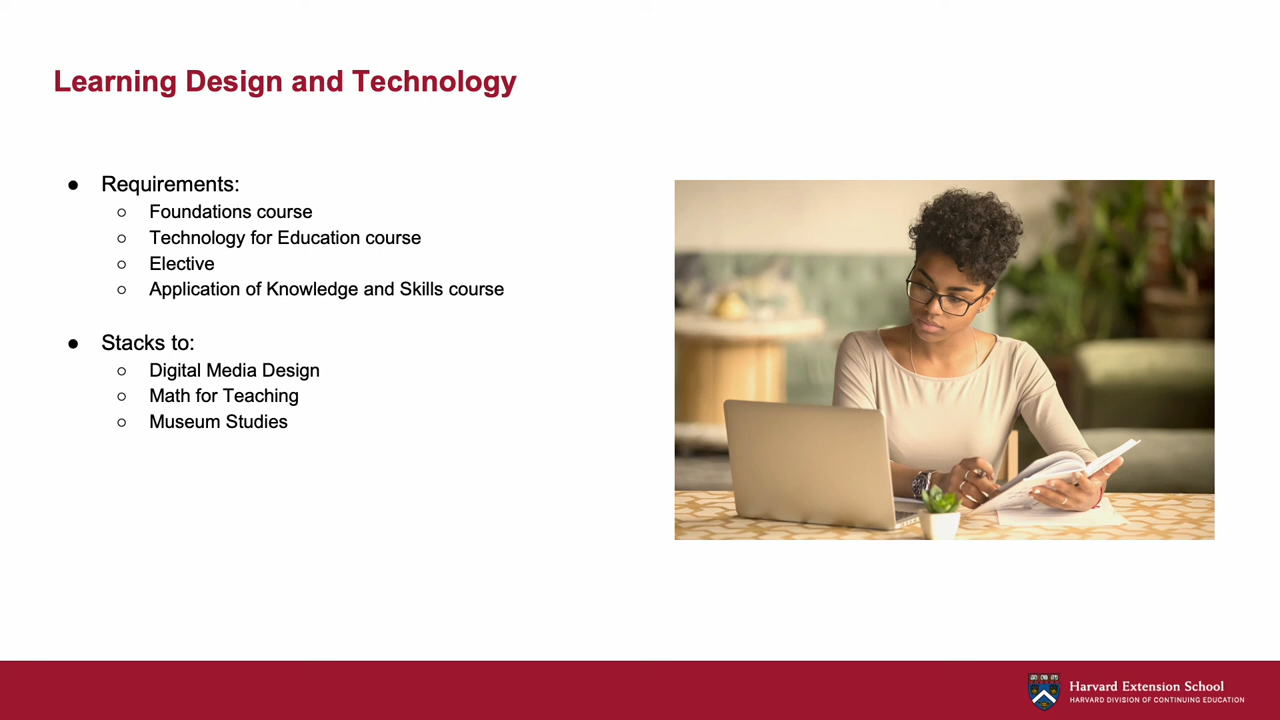 Learning Design and Technology
● Requirements:
○ Foundations course
○ Technology for Education course
○ Elective
○ Application of Knowledge and Skills course
● Stacks to:
○ Digital Media Design
○ Math for Teaching
○ Museum Studies
Harvard Extension School
HARVARD DIVISION OF CONTINUING EDUCATION